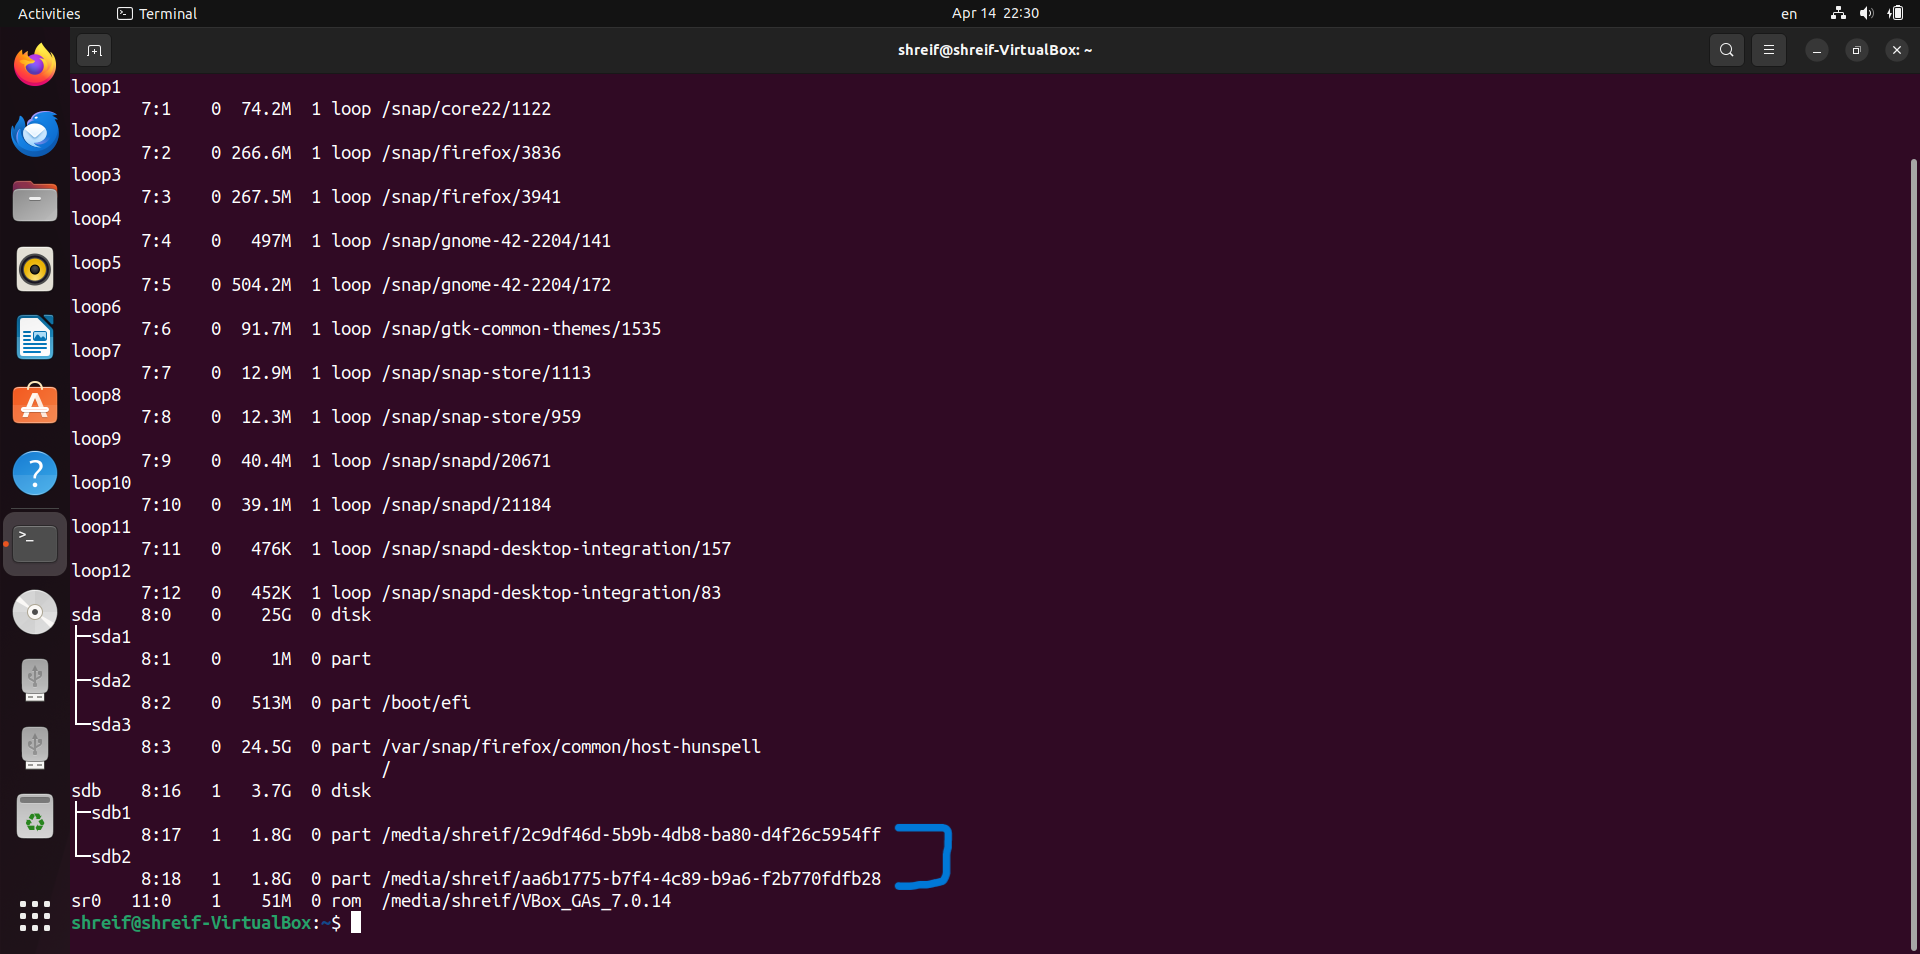 Activities Terminal Apr 14 22:30 en
shreif@shreif-VirtualBox: ~
loop1
7:1 0 74.2M 1 loop /snap/core22/1122
loop2
7:2 0 266.6M 1 loop /snap/firefox/3836
loop3
7:3 0 267.5M 1 loop /snap/firefox/3941
loop4
7:4 0 497M 1 loop /snap/gnome-42-2204/141
loop5
7:5 0 504.2M 1 loop /snap/gnome-42-2204/172
loop6
7:6 0 91.7M 1 loop /snap/gtk-common-themes/1535
loop7
7:7 0 12.9M 1 loop /snap/snap-store/1113
loop8
7:8 0 12.3M 1 loop /snap/snap-store/959
loop9
7:9 0 40.4M 1 loop /snap/snapd/20671
loop10
7:10 0 39.1M 1 loop /snap/snapd/21184
loop11
7:11 0 476K 1 loop /snap/snapd-desktop-integration/157
loop12
7:12 0 452K 1 loop /snap/snapd-desktop-integration/83
sda 8:0 0 25G 0 disk
├─sda1
│ 8:1 0 1M 0 part
├─sda2
│ 8:2 0 513M 0 part /boot/efi
└─sda3
8:3 0 24.5G 0 part /var/snap/firefox/common/host-hunspell
/
sdb 8:16 1 3.7G 0 disk
├─sdb1
│ 8:17 1 1.8G 0 part /media/shreif/2c9df46d-5b9b-4db8-ba80-d4f26c5954ff
└─sdb2
8:18 1 1.8G 0 part /media/shreif/aa6b1775-b7f4-4c89-b9a6-f2b770fdfb28
sr0 11:0 1 51M 0 rom /media/shreif/VBox_GAs_7.0.14
shreif@shreif-VirtualBox:~$